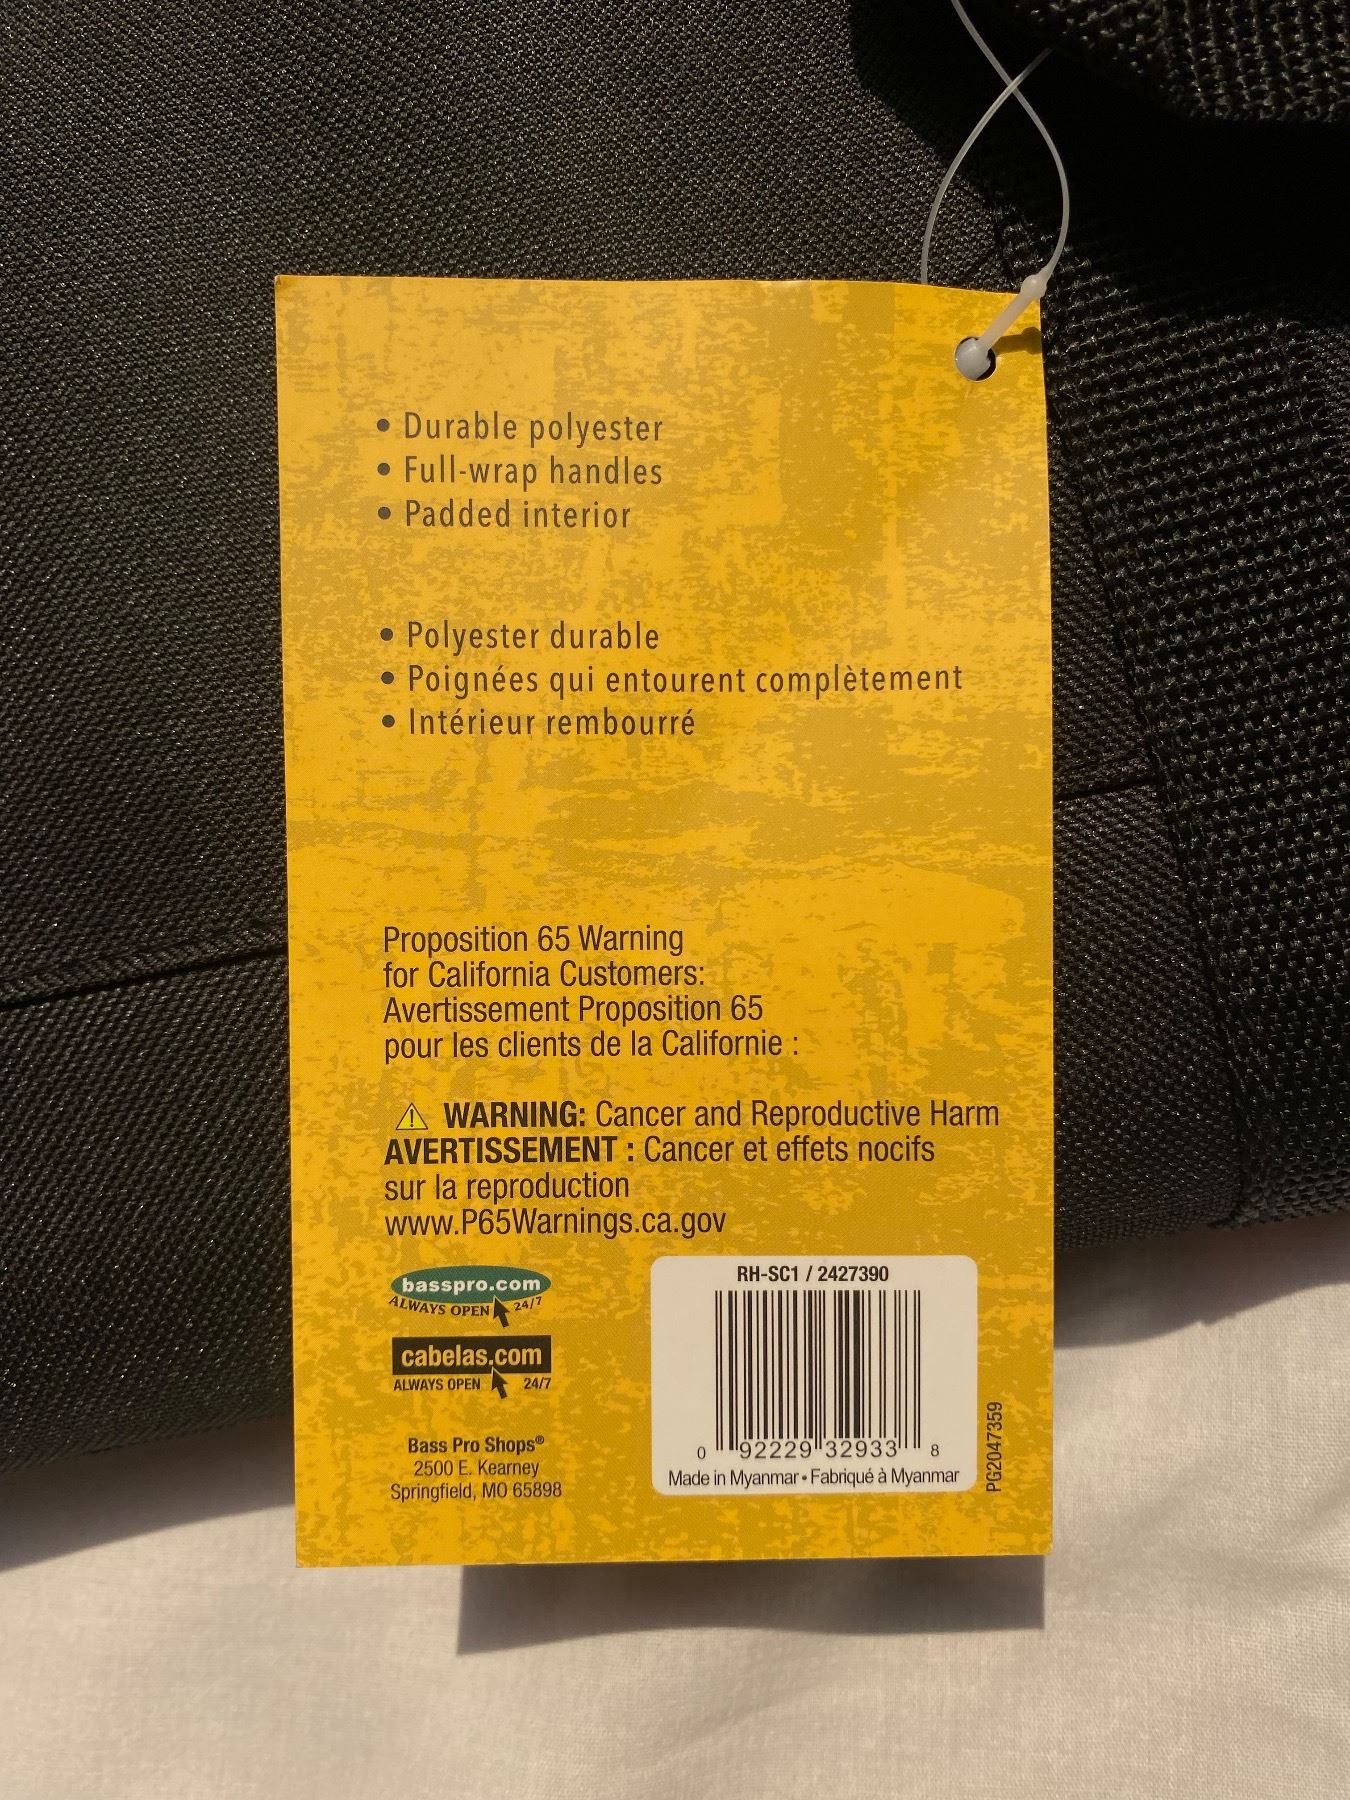 • Durable polyester
• Full-wrap handles
• Padded interior
• Polyester durable
• Poignées qui entourent complètement
• Intérieur rembourré
Proposition 65 Warning
for California Customers:
Avertissement Proposition 65
pour les clients de la Californie :
⚠ WARNING: Cancer and Reproductive Harm
AVERTISSEMENT : Cancer et effets nocifs
sur la reproduction
www.P65Warnings.ca.gov
basspro.com
ALWAYS OPEN 24/7
cabelas.com
ALWAYS OPEN 24/7
Bass Pro Shops®
2500 E. Kearney
Springfield, MO 65898
RH-SC1 / 2427390
0 92229 32933 8
Made in Myanmar • Fabriqué à Myanmar
PG2047359